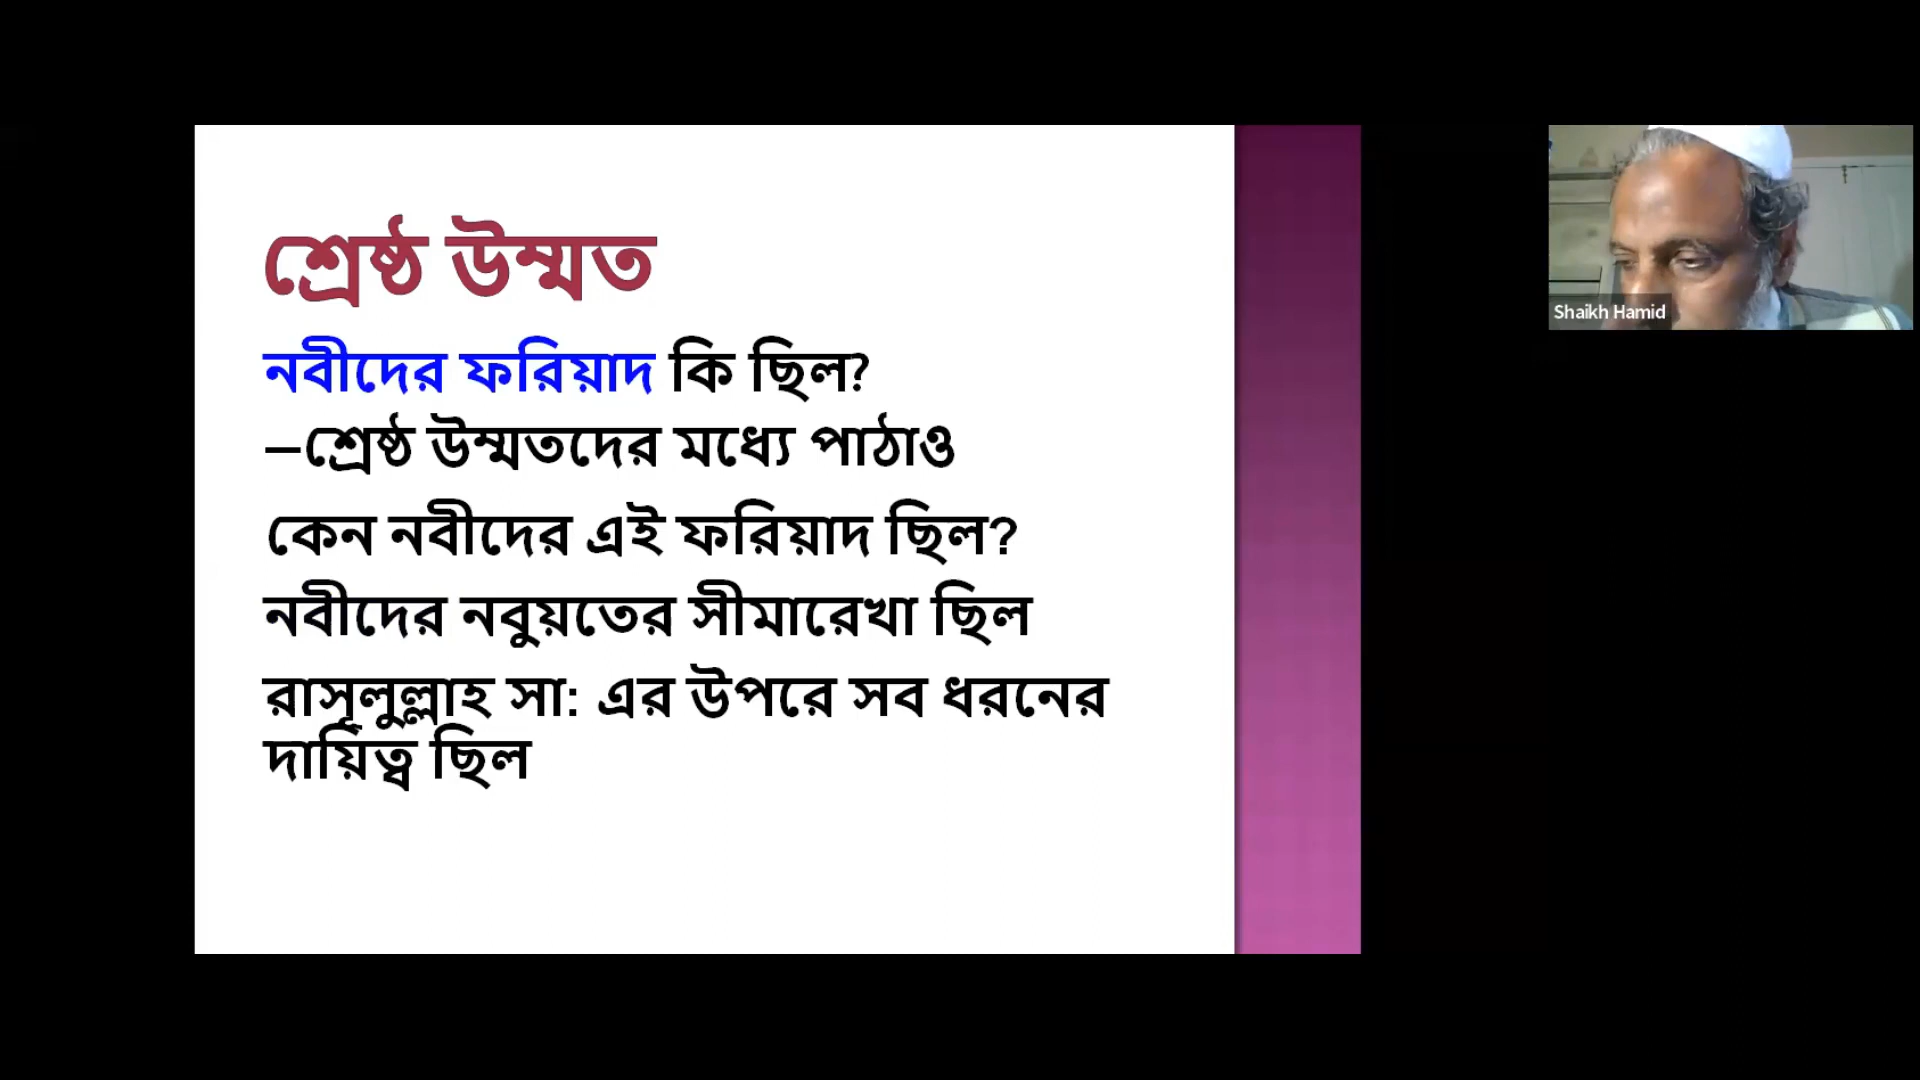 শ্রেষ্ঠ উম্মত
নবীদের ফরিয়াদ কি ছিল?
–শ্রেষ্ঠ উম্মতদের মধ্যে পাঠাও
কেন নবীদের এই ফরিয়াদ ছিল?
নবীদের নবুয়তের সীমারেখা ছিল
রাসূলুল্লাহ সা: এর উপরে সব ধরনের
দায়িত্ব ছিল
Shaikh Hamid